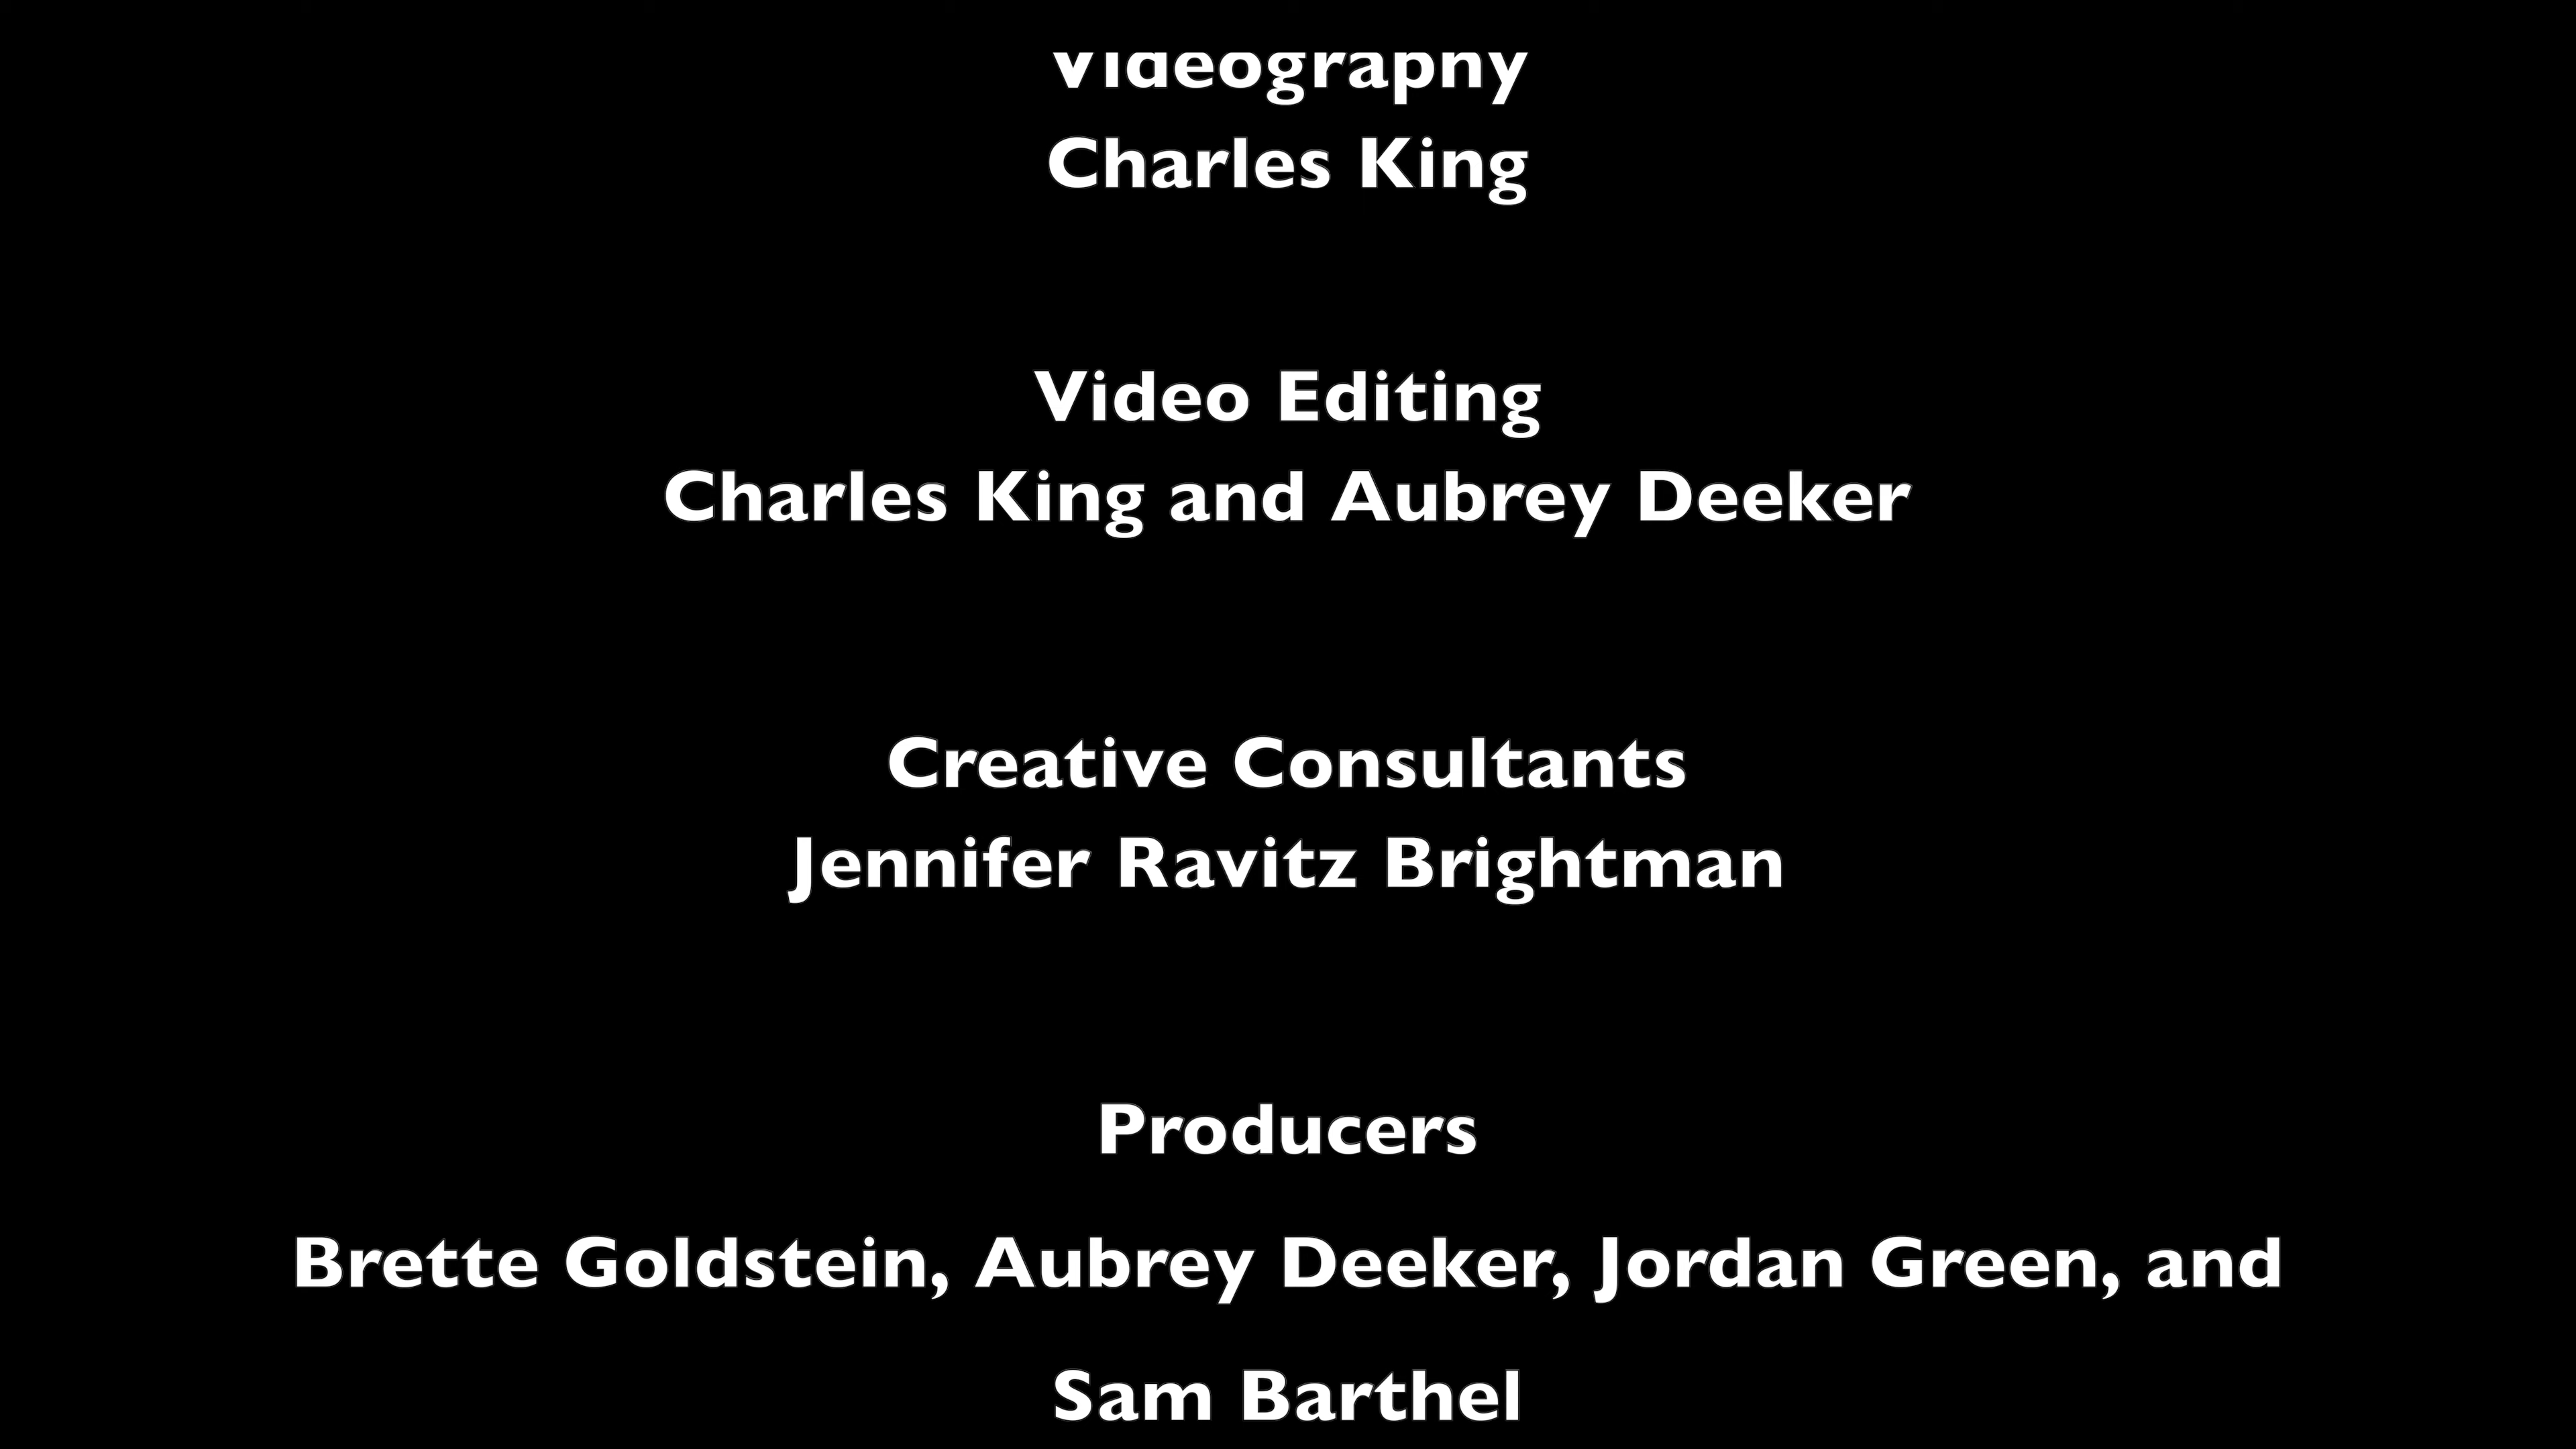 Videography
Charles King
Video Editing
Charles King and Aubrey Deeker
Creative Consultants
Jennifer Ravitz Brightman
Producers
Brette Goldstein, Aubrey Deeker, Jordan Green, and
Sam Barthel